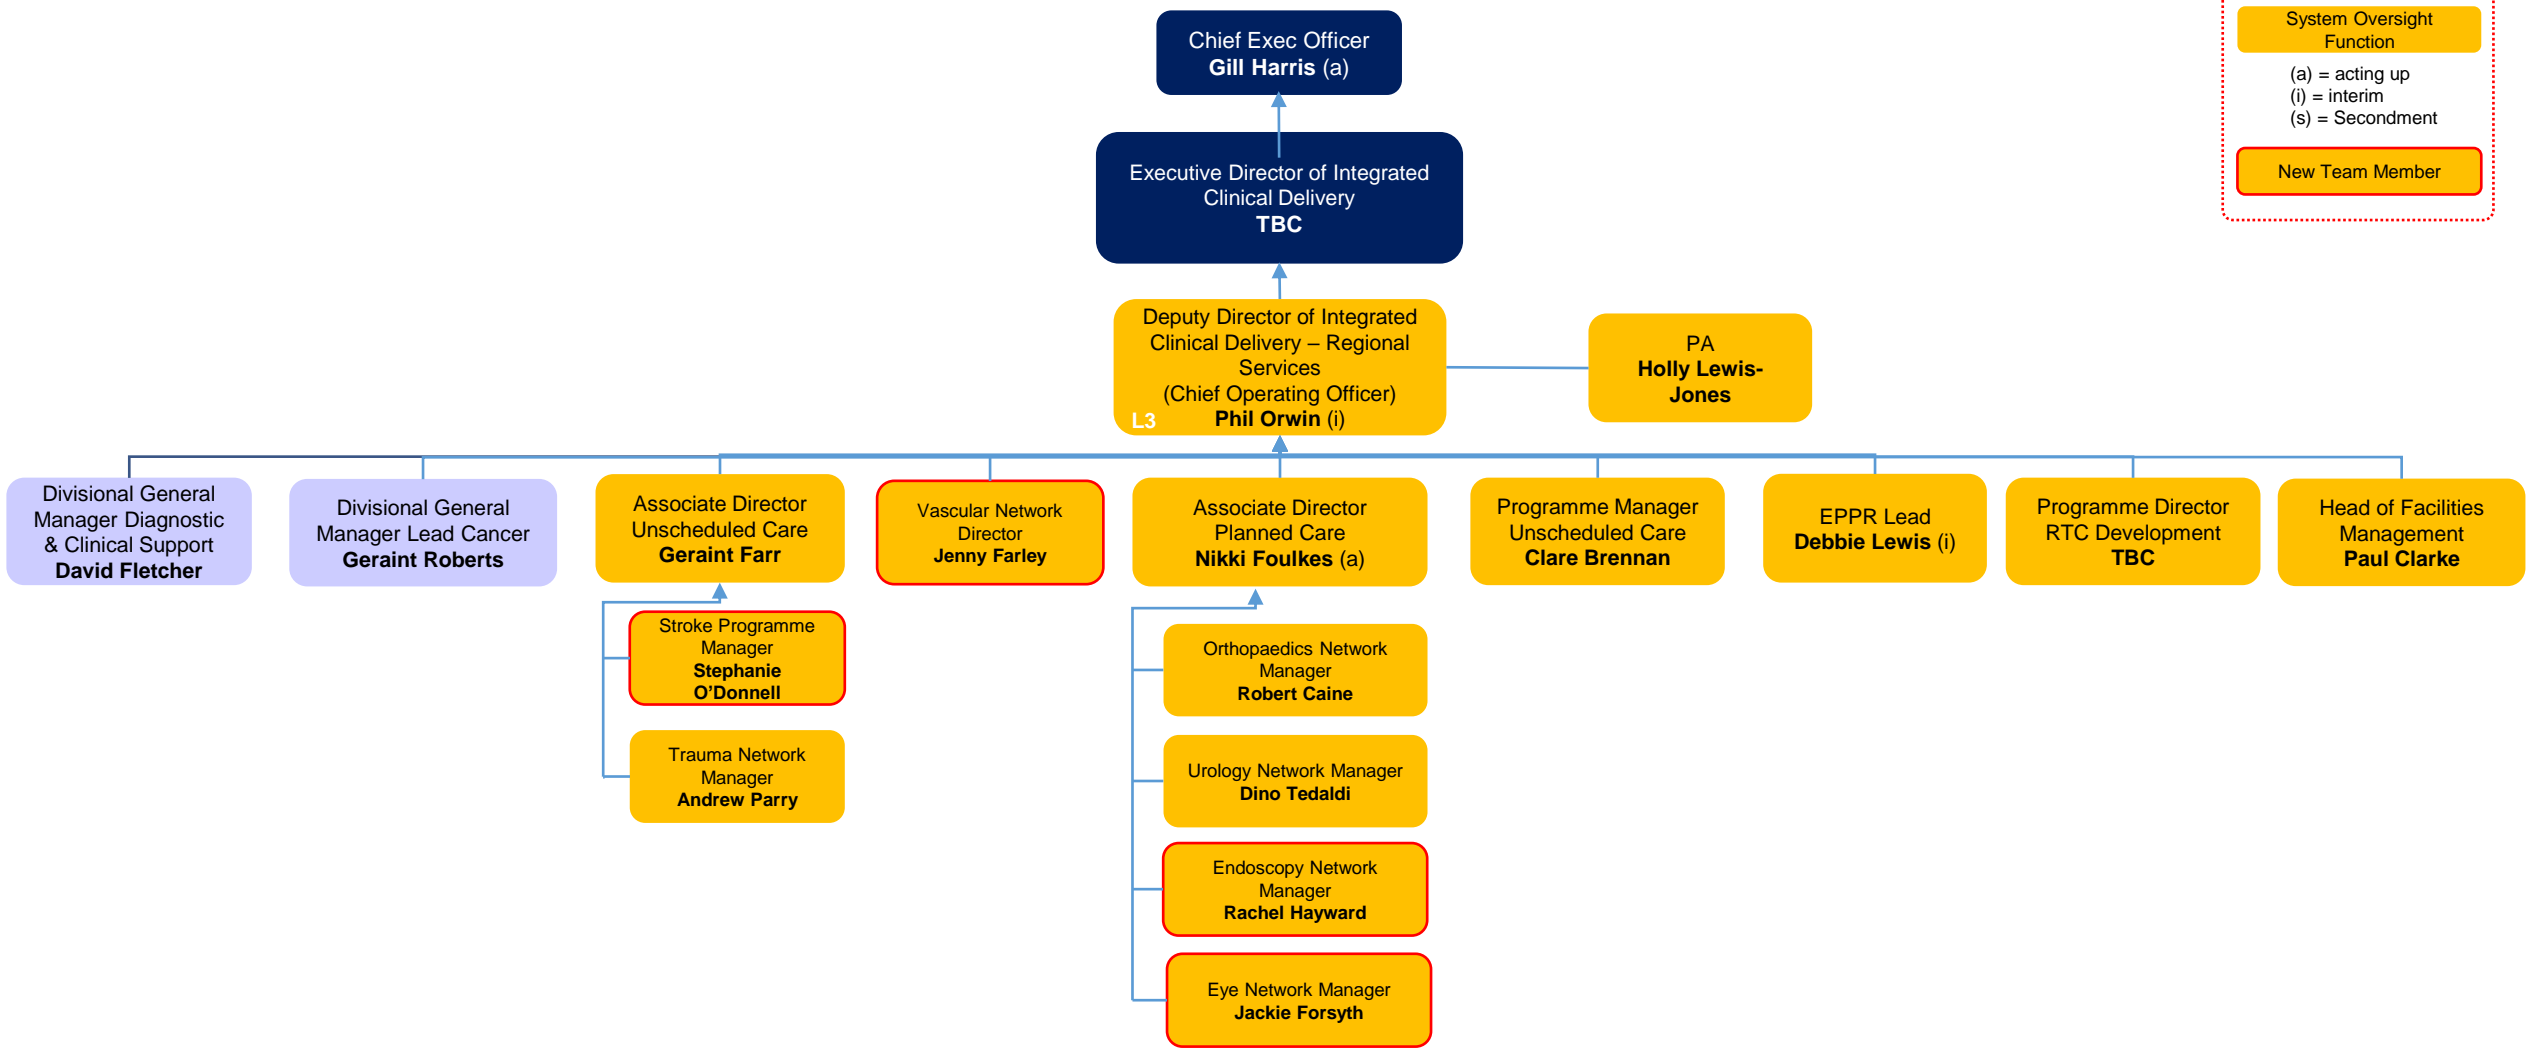 Chief Exec Officer
Gill Harris (a)
System Oversight
Function
(a) = acting up
(i) = interim
(s) = Secondment
New Team Member
Executive Director of Integrated
Clinical Delivery
TBC
Deputy Director of Integrated
Clinical Delivery – Regional
Services
(Chief Operating Officer)
Phil Orwin (i)
L3
PA
Holly Lewis-
Jones
Divisional General
Manager Diagnostic
& Clinical Support
David Fletcher
Divisional General
Manager Lead Cancer
Geraint Roberts
Associate Director
Unscheduled Care
Geraint Farr
Vascular Network
Director
Jenny Farley
Associate Director
Planned Care
Nikki Foulkes (a)
Programme Manager
Unscheduled Care
Clare Brennan
EPPR Lead
Debbie Lewis (i)
Programme Director
RTC Development
TBC
Head of Facilities
Management
Paul Clarke
Stroke Programme
Manager
Stephanie
O’Donnell
Trauma Network
Manager
Andrew Parry
Orthopaedics Network
Manager
Robert Caine
Urology Network Manager
Dino Tedaldi
Endoscopy Network
Manager
Rachel Hayward
Eye Network Manager
Jackie Forsyth